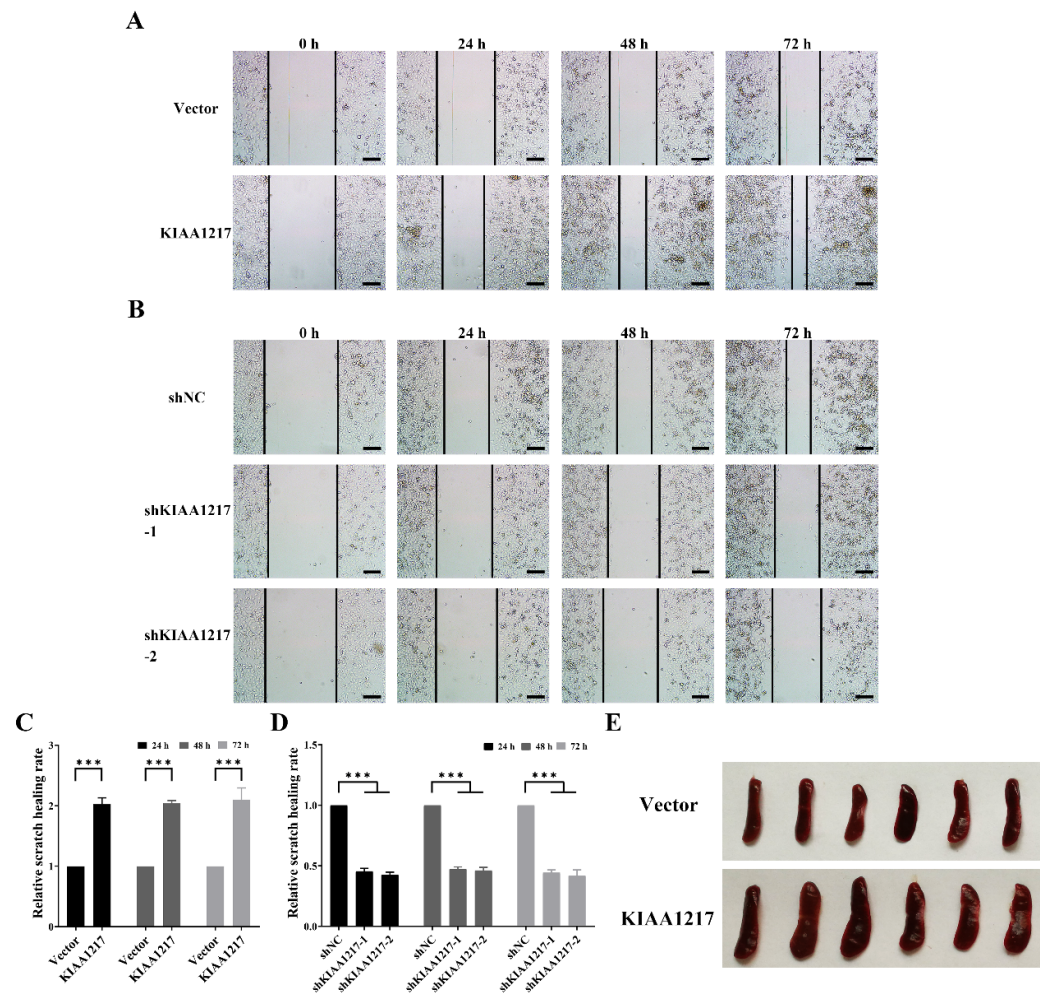 A
0 h 24 h 48 h 72 h
Vector
KIAA1217
B
0 h 24 h 48 h 72 h
shNC
shKIAA1217
-1
shKIAA1217
-2
C
Relative scratch healing rate
3
2
1
0
24 h 48 h 72 h
*** *** ***
Vector
KIAA1217
Vector
KIAA1217
Vector
KIAA1217
D
Relative scratch healing rate
1.5
1.0
0.5
0.0
24 h 48 h 72 h
*** *** ***
shNC
shKIAA1217-1
shKIAA1217-2
shNC
shKIAA1217-1
shKIAA1217-2
shNC
shKIAA1217-1
shKIAA1217-2
E
Vector
KIAA1217